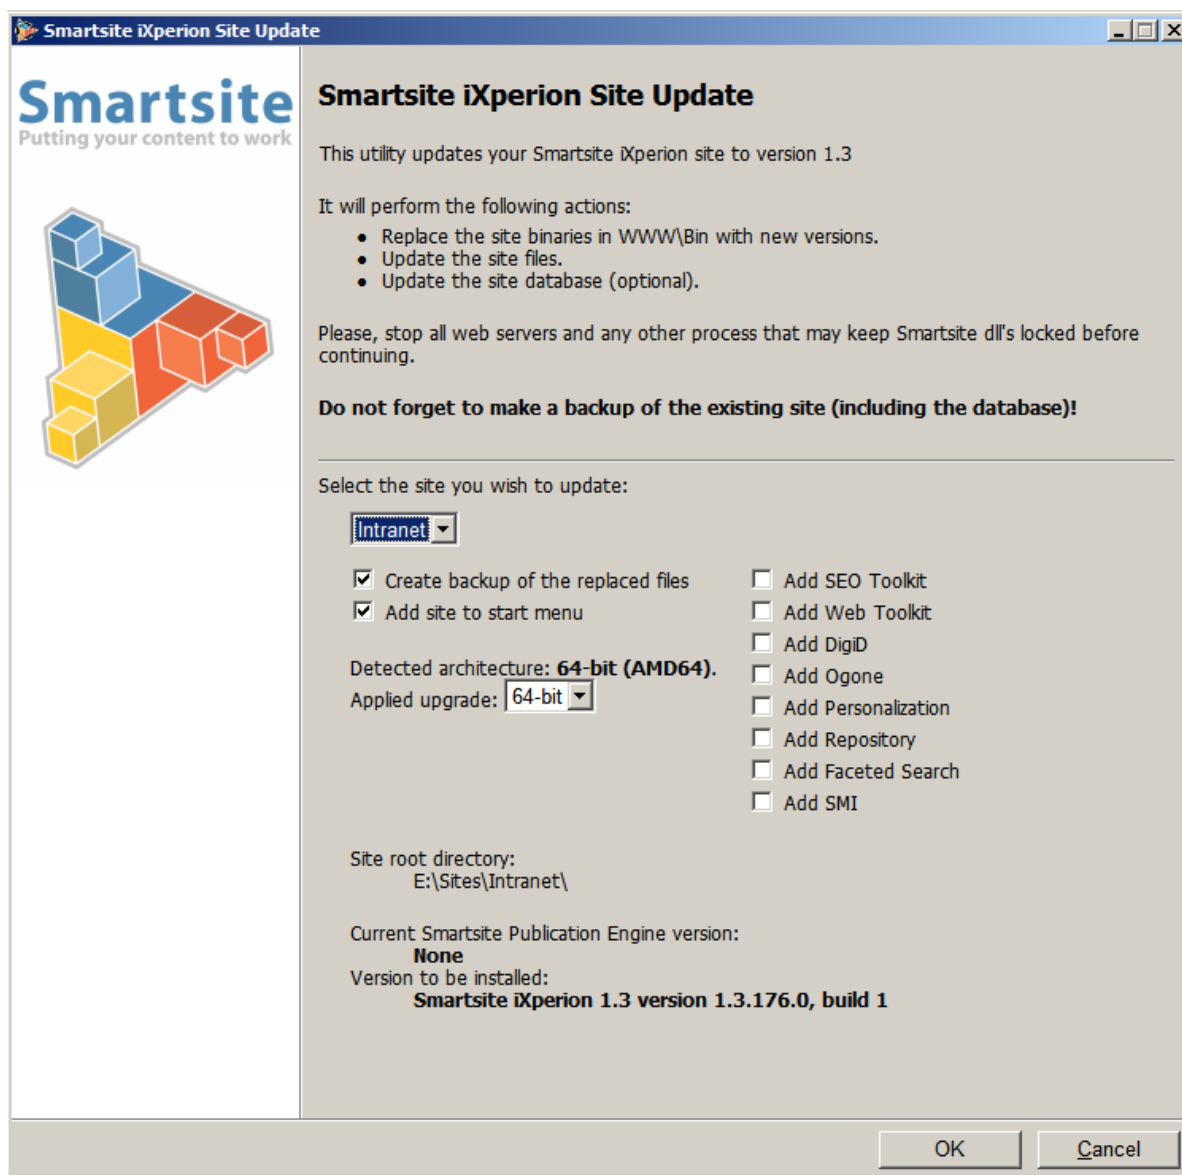 Smartsite iXperion Site Update
Smartsite
Putting your content to work
Smartsite iXperion Site Update
This utility updates your Smartsite iXperion site to version 1.3
It will perform the following actions:
• Replace the site binaries in WWW\Bin with new versions.
• Update the site files.
• Update the site database (optional).
Please, stop all web servers and any other process that may keep Smartsite dll's locked before
continuing.
Do not forget to make a backup of the existing site (including the database)!
Select the site you wish to update:
Intranet
Create backup of the replaced files
Add site to start menu
Detected architecture: 64-bit (AMD64).
Applied upgrade: 64-bit
Add SEO Toolkit
Add Web Toolkit
Add DigiD
Add Ogone
Add Personalization
Add Repository
Add Faceted Search
Add SMI
Site root directory:
E:\Sites\Intranet\
Current Smartsite Publication Engine version:
None
Version to be installed:
Smartsite iXperion 1.3 version 1.3.176.0, build 1
OK
Cancel